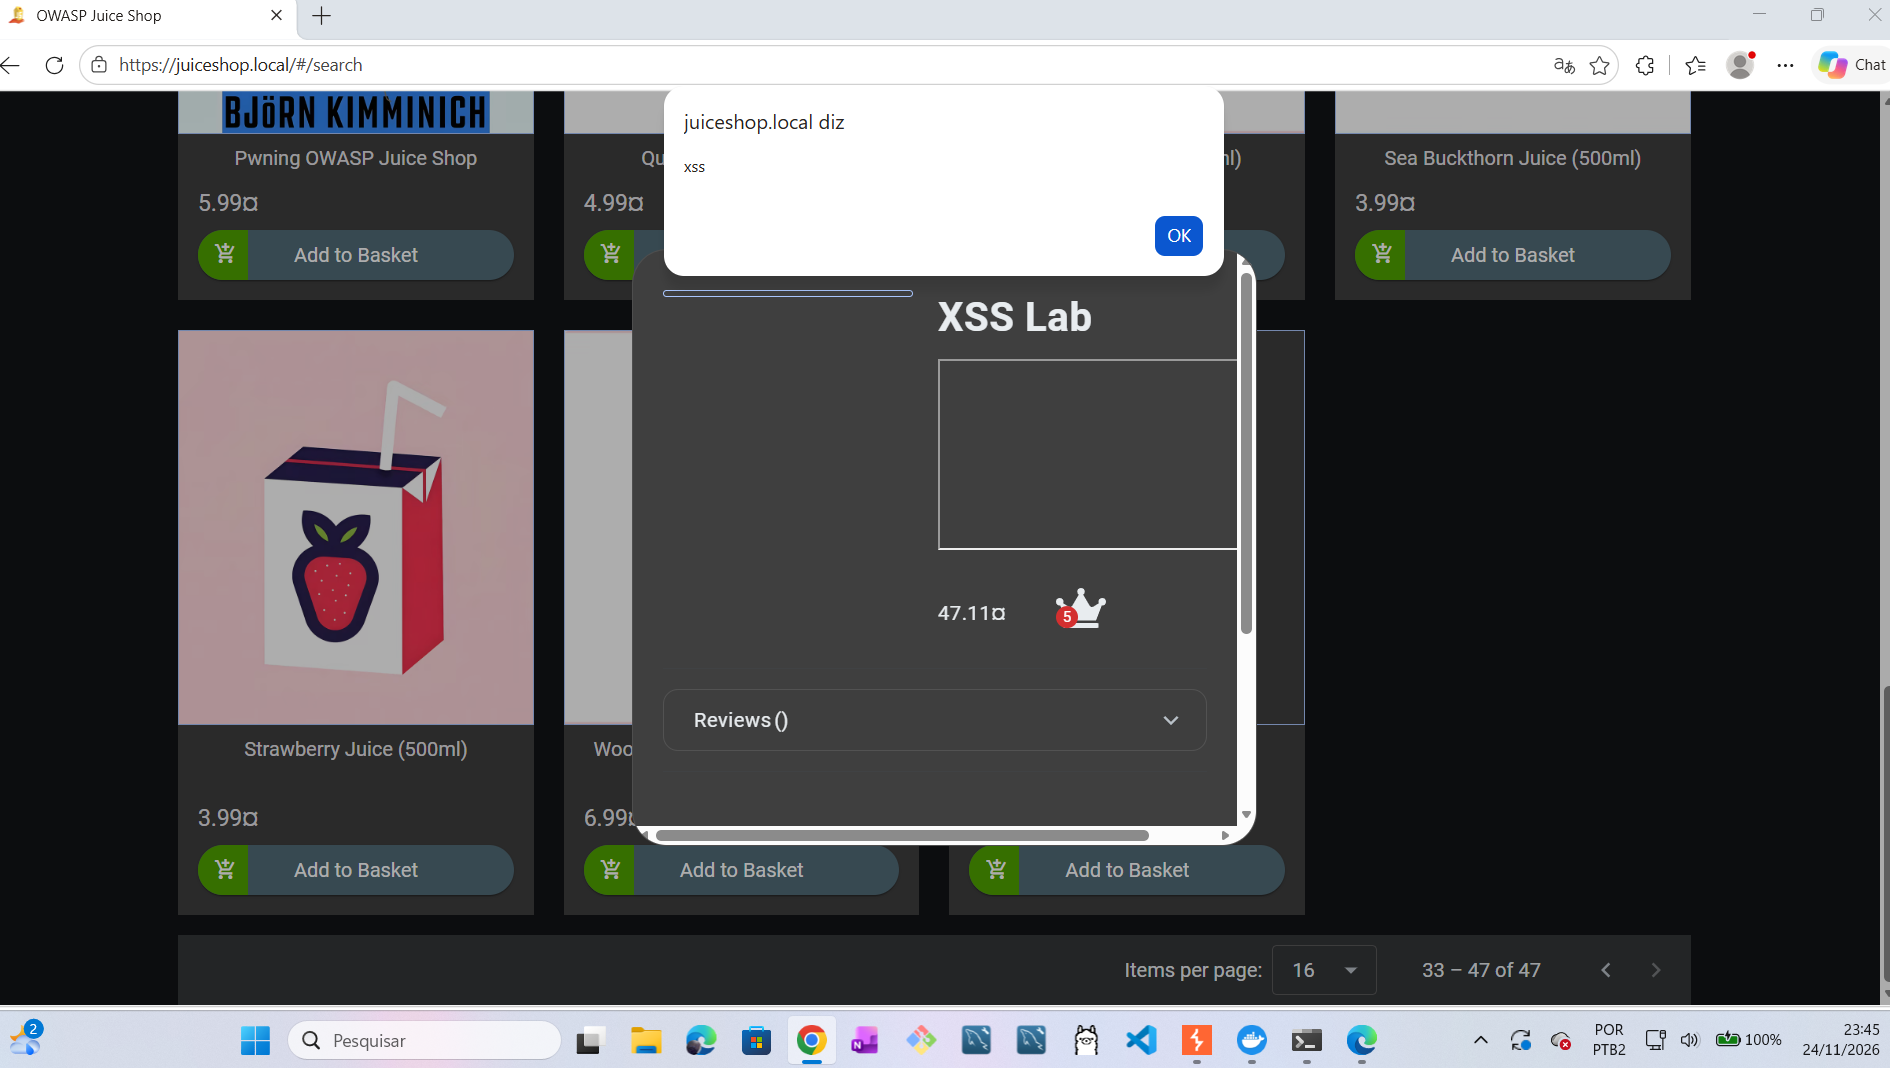 OWASP Juice Shop
https://juiceshop.local/#/search
Chat
juiceshop.local diz
xss
OK
BJÖRN KIMMINICH
Pwning OWASP Juice Shop
5.99¤
Add to Basket
4.99¤
Sea Buckthorn Juice (500ml)
3.99¤
Add to Basket
XSS Lab
47.11¤
5
Reviews ()
Strawberry Juice (500ml)
3.99¤
Add to Basket
6.99¤
Add to Basket
Add to Basket
Items per page:
16
33 – 47 of 47
2
Pesquisar
POR
PTB2
100%
23:45
24/11/2026